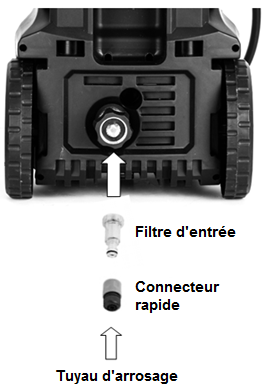 Filtre d'entrée
Connecteur
rapide
Tuyau d'arrosage